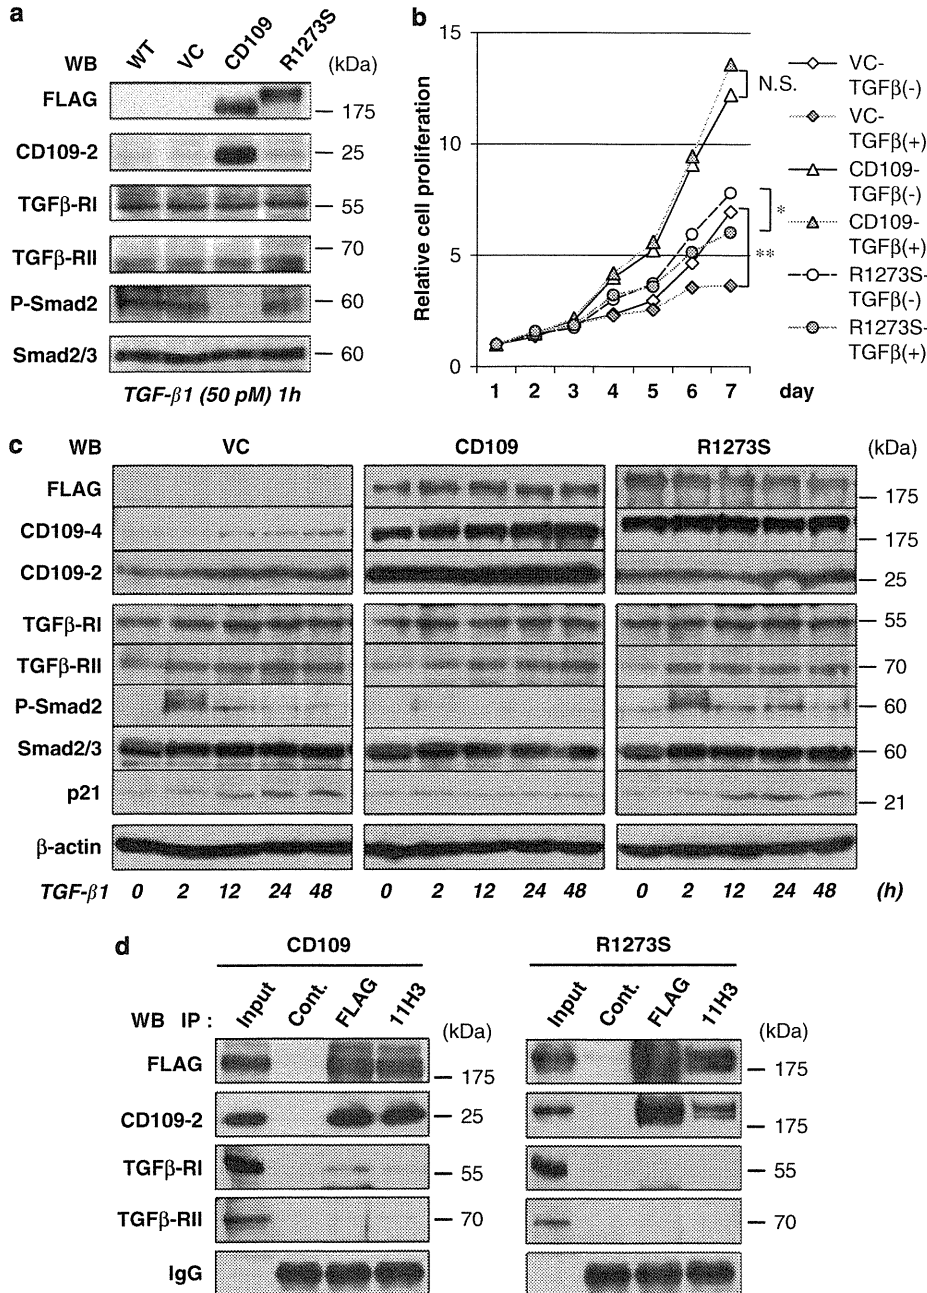 a
WB WT VC CD109 R1273S (kDa)
FLAG 175
CD109-2 25
TGFβ-RI 55
TGFβ-RII 70
P-Smad2 60
Smad2/3 60
TGF-β1 (50 pM) 1h
b
Relative cell proliferation
15
10
5
0
1 2 3 4 5 6 7 day
N.S.
*
**
VC-
TGFβ(-)
VC-
TGFβ(+)
CD109-
TGFβ(-)
CD109-
TGFβ(+)
R1273S-
TGFβ(-)
R1273S-
TGFβ(+)
c WB VC CD109 R1273S (kDa)
FLAG 175
CD109-4 175
CD109-2 25
TGFβ-RI 55
TGFβ-RII 70
P-Smad2 60
Smad2/3 60
p21 21
β-actin
TGF-β1 0 2 12 24 48 0 2 12 24 48 0 2 12 24 48 (h)
d CD109 R1273S
WB IP : Input Cont. FLAG 11H3 (kDa) Input Cont. FLAG 11H3 (kDa)
FLAG 175 175
CD109-2 25 175
TGFβ-RI 55 55
TGFβ-RII 70 70
IgG